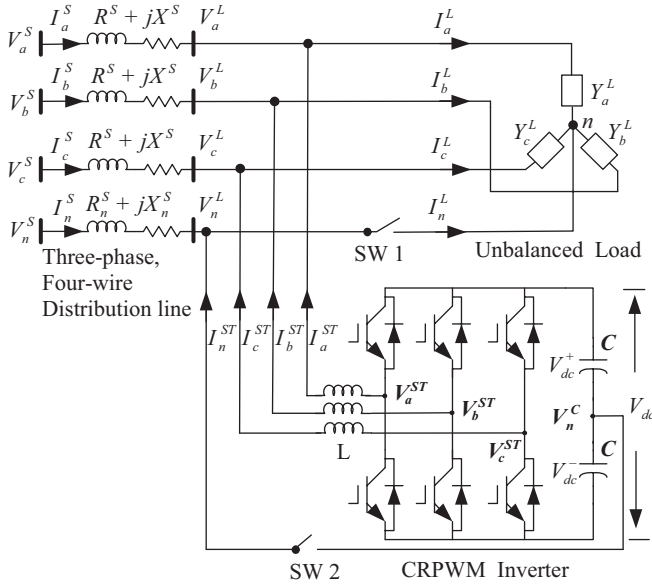 I_a^S R^S + jX^S V_a^L I_a^L
V_a^S
I_b^S R^S + jX^S V_b^L I_b^L
V_b^S
Y_a^L
I_c^S R^S + jX^S V_c^L I_c^L
V_c^S
Y_c^L n Y_b^L
I_n^S R_n^S + jX_n^S V_n^L I_n^L
V_n^S
SW 1
Unbalanced Load
Three-phase,
Four-wire
Distribution line
I_n^ST I_c^ST I_b^ST I_a^ST
C
V_dc^+
V_a^ST
V_b^ST
V_n^C
V_dc
L
V_c^ST
C
V_dc^-
SW 2
CRPWM Inverter